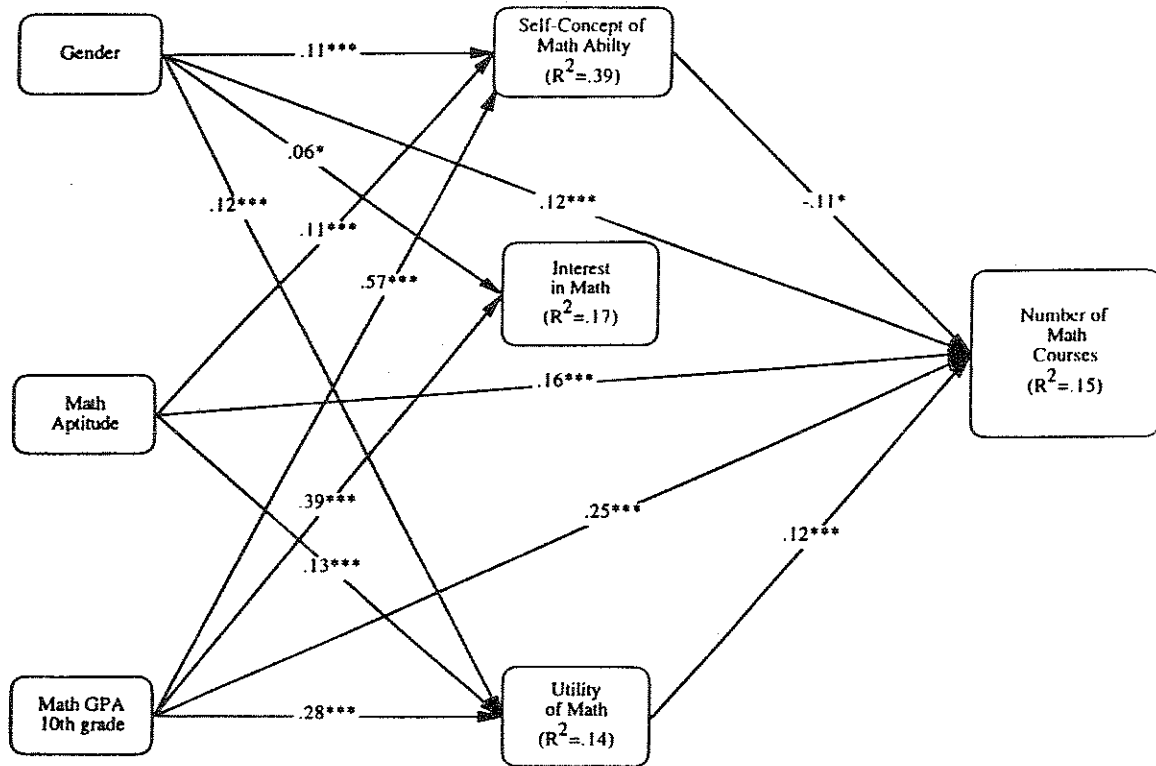 Gender
.11***
Self-Concept of
Math Abilty
(R²=.39)
.06*
.12***
.11***
.12***
-.11*
.57***
Interest
in Math
(R²=.17)
Number of
Math
Courses
(R²=.15)
Math
Aptitude
.16***
.39***
.25***
.13***
.12***
Math GPA
10th grade
.28***
Utility
of Math
(R²=.14)